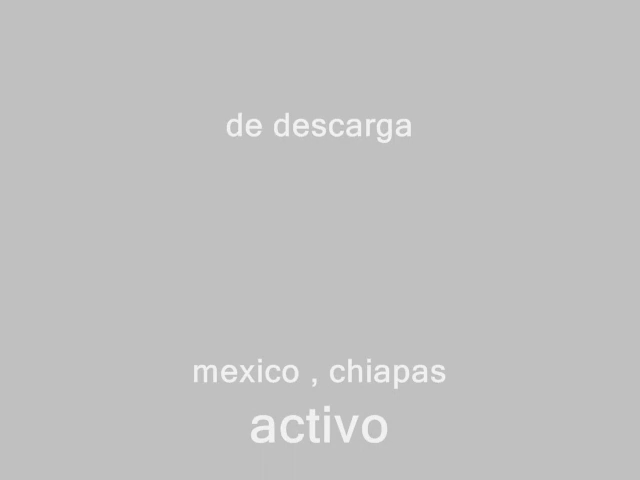 de descarga
mexico , chiapas
activo